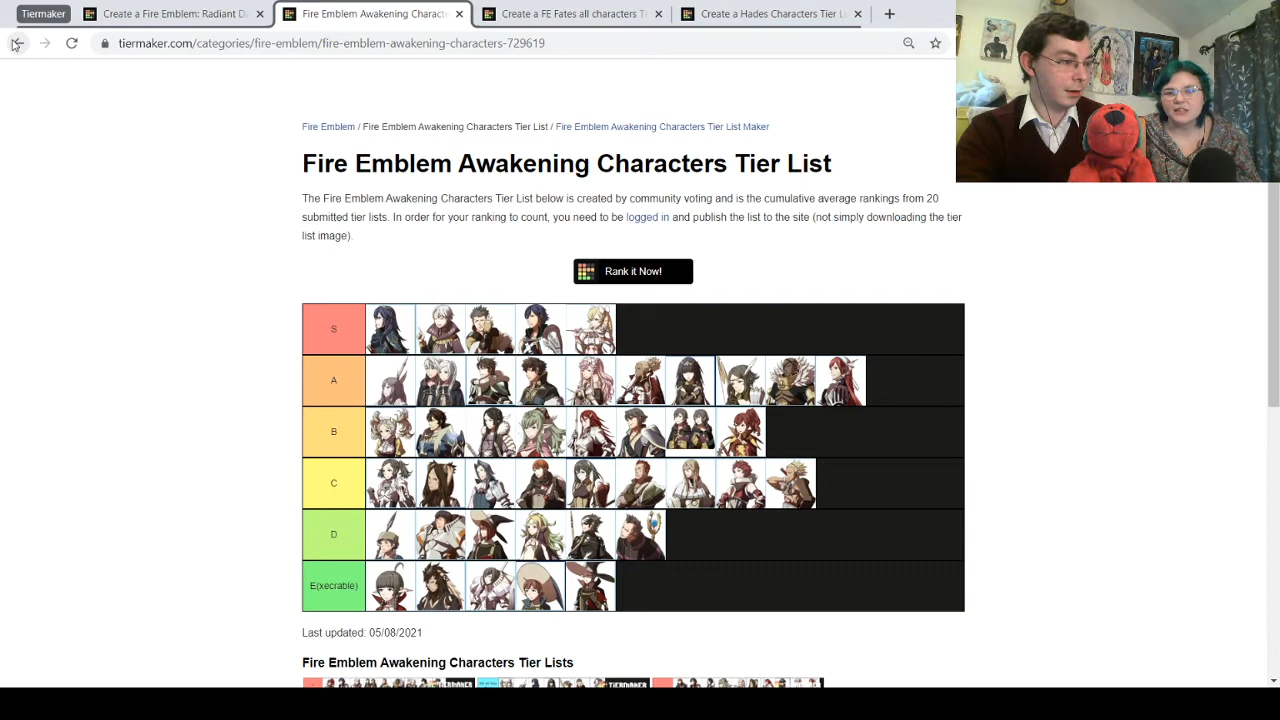 Tiermaker
Create a Fire Emblem: Radiant Da
Fire Emblem Awakening Charact
Create a FE Fates all characters T
Create a Hades Characters Tier L
tiermaker.com/categories/fire-emblem/fire-emblem-awakening-characters-729619
Fire Emblem / Fire Emblem Awakening Characters Tier List / Fire Emblem Awakening Characters Tier List Maker
Fire Emblem Awakening Characters Tier List
The Fire Emblem Awakening Characters Tier List below is created by community voting and is the cumulative average rankings from 20
submitted tier lists. In order for your ranking to count, you need to be logged in and publish the list to the site (not simply downloading the tier
list image).
Rank it Now!
S
A
B
C
D
E(xecrable)
Last updated: 05/08/2021
Fire Emblem Awakening Characters Tier Lists